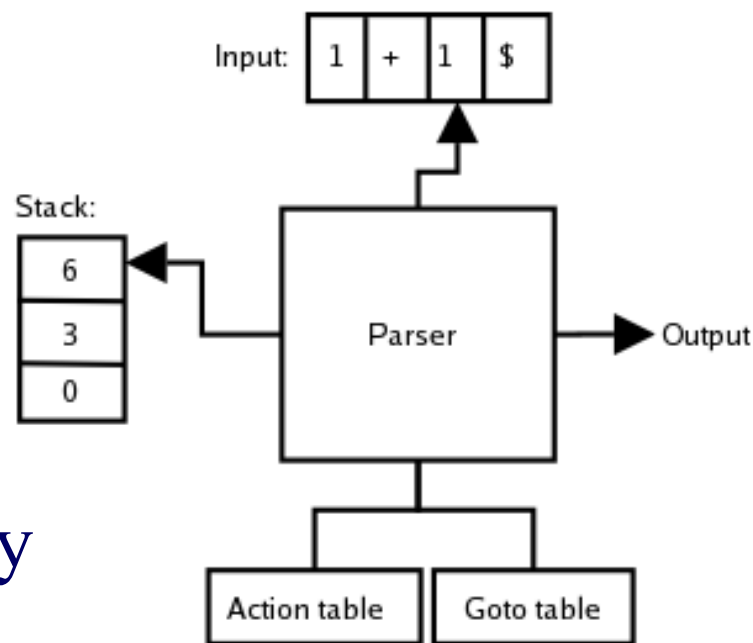 Input: 1 + 1 $
Stack:
6
3
0
Parser
Output
y
Action table
Goto table